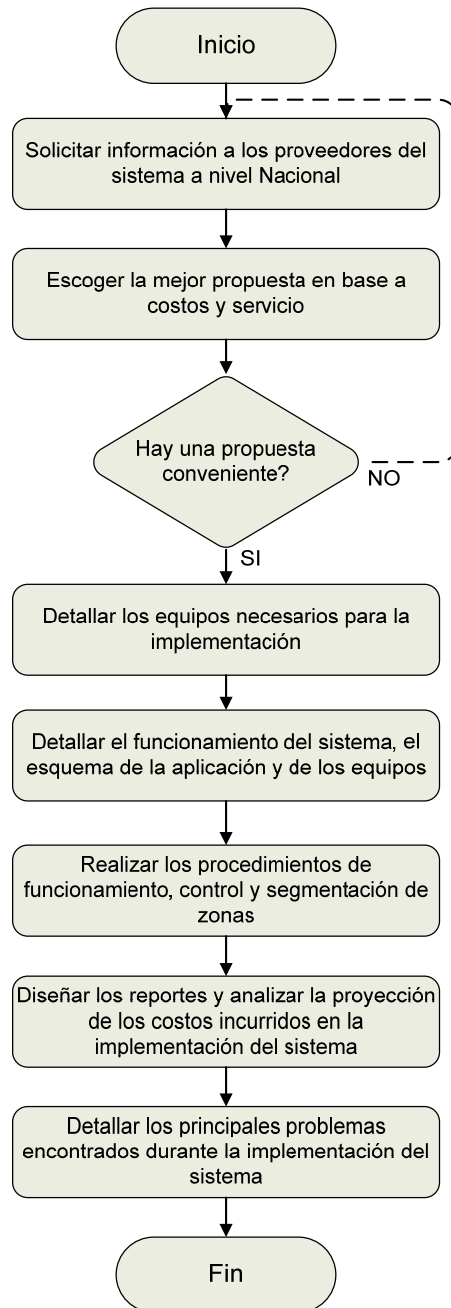 Inicio
Solicitar información a los proveedores del
sistema a nivel Nacional
Escoger la mejor propuesta en base a
costos y servicio
Hay una propuesta
conveniente?
NO
SI
Detallar los equipos necesarios para la
implementación
Detallar el funcionamiento del sistema, el
esquema de la aplicación y de los equipos
Realizar los procedimientos de
funcionamiento, control y segmentación de
zonas
Diseñar los reportes y analizar la proyección
de los costos incurridos en la
implementación del sistema
Detallar los principales problemas
encontrados durante la implementación del
sistema
Fin